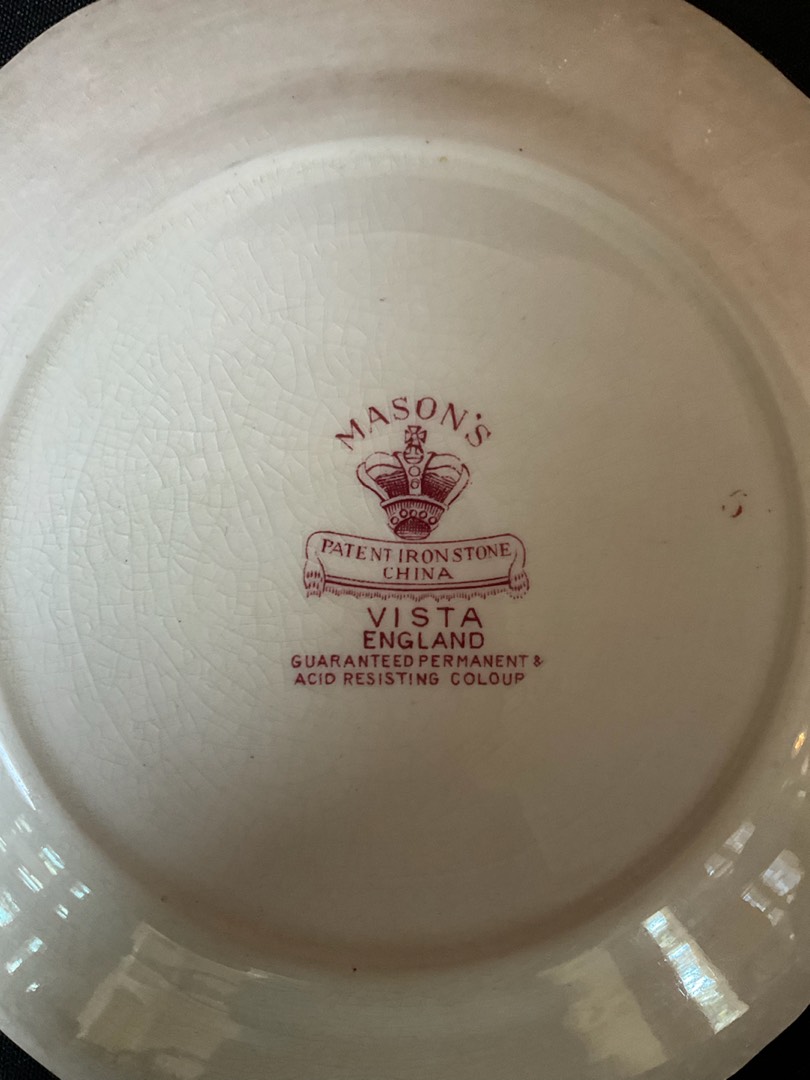 MASON'S
PATENT IRONSTONE
CHINA
VISTA
ENGLAND
GUARANTEED PERMANENT &
ACID RESISTING COLOUR